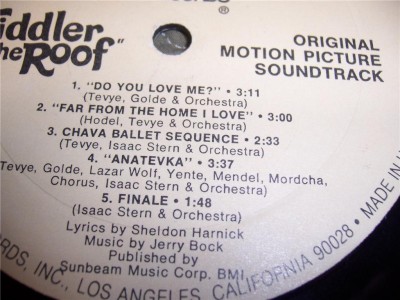 ®
iddler
he Roof"
ORIGINAL
MOTION PICTURE
SOUNDTRACK
1. "DO YOU LOVE ME?" • 3:11
(Tevye, Golde & Orchestra)
2. "FAR FROM THE HOME I LOVE" • 3:00
(Hodel, Tevye & Orchestra)
3. CHAVA BALLET SEQUENCE • 2:33
(Tevye, Isaac Stern & Orchestra)
4. "ANATEVKA" • 3:37
Tevye, Golde, Lazar Wolf, Yente, Mendel, Mordcha,
Chorus, Isaac Stern & Orchestra)
5. FINALE • 1:48
(Isaac Stern & Orchestra)
Lyrics by Sheldon Harnick
Music by Jerry Bock
Published by
Sunbeam Music Corp. BMI
RDS, INC., LOS ANGELES, CALIFORNIA 90028 • MADE IN